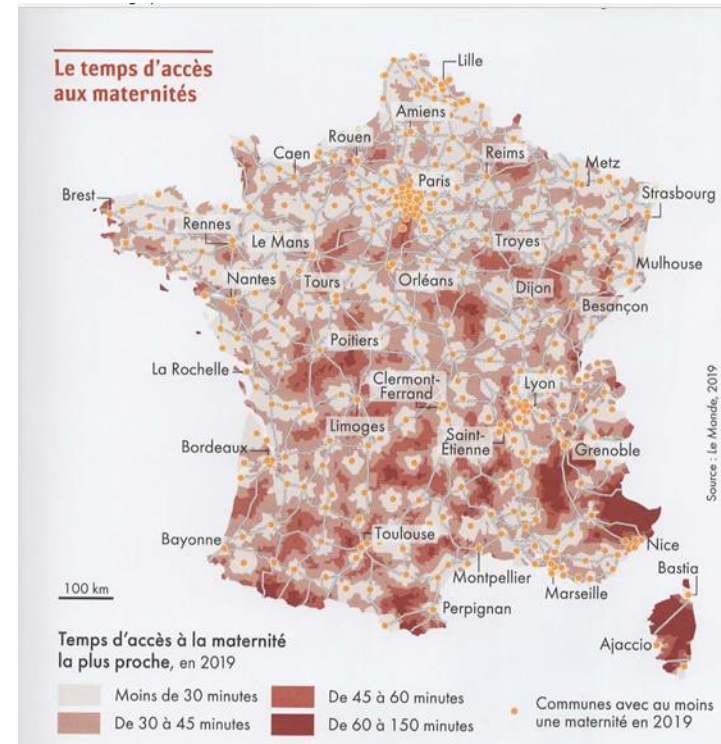 Le temps d'accès
aux maternités
Lille
Amiens
Rouen
Caen
Reims
Metz
Paris
Brest
Strasbourg
Rennes
Le Mans
Troyes
Mulhouse
Nantes
Tours
Orléans
Dijon
Besançon
Poitiers
La Rochelle
Clermont-
Ferrand
Lyon
Limoges
Saint-
Étienne
Grenoble
Bordeaux
Bayonne
Toulouse
Nice
Montpellier
Marseille
Bastia
Perpignan
Ajaccio
100 km
Source : Le Monde, 2019
Temps d'accès à la maternité
la plus proche, en 2019
Moins de 30 minutes
De 45 à 60 minutes
De 30 à 45 minutes
De 60 à 150 minutes
Communes avec au moins
une maternité en 2019